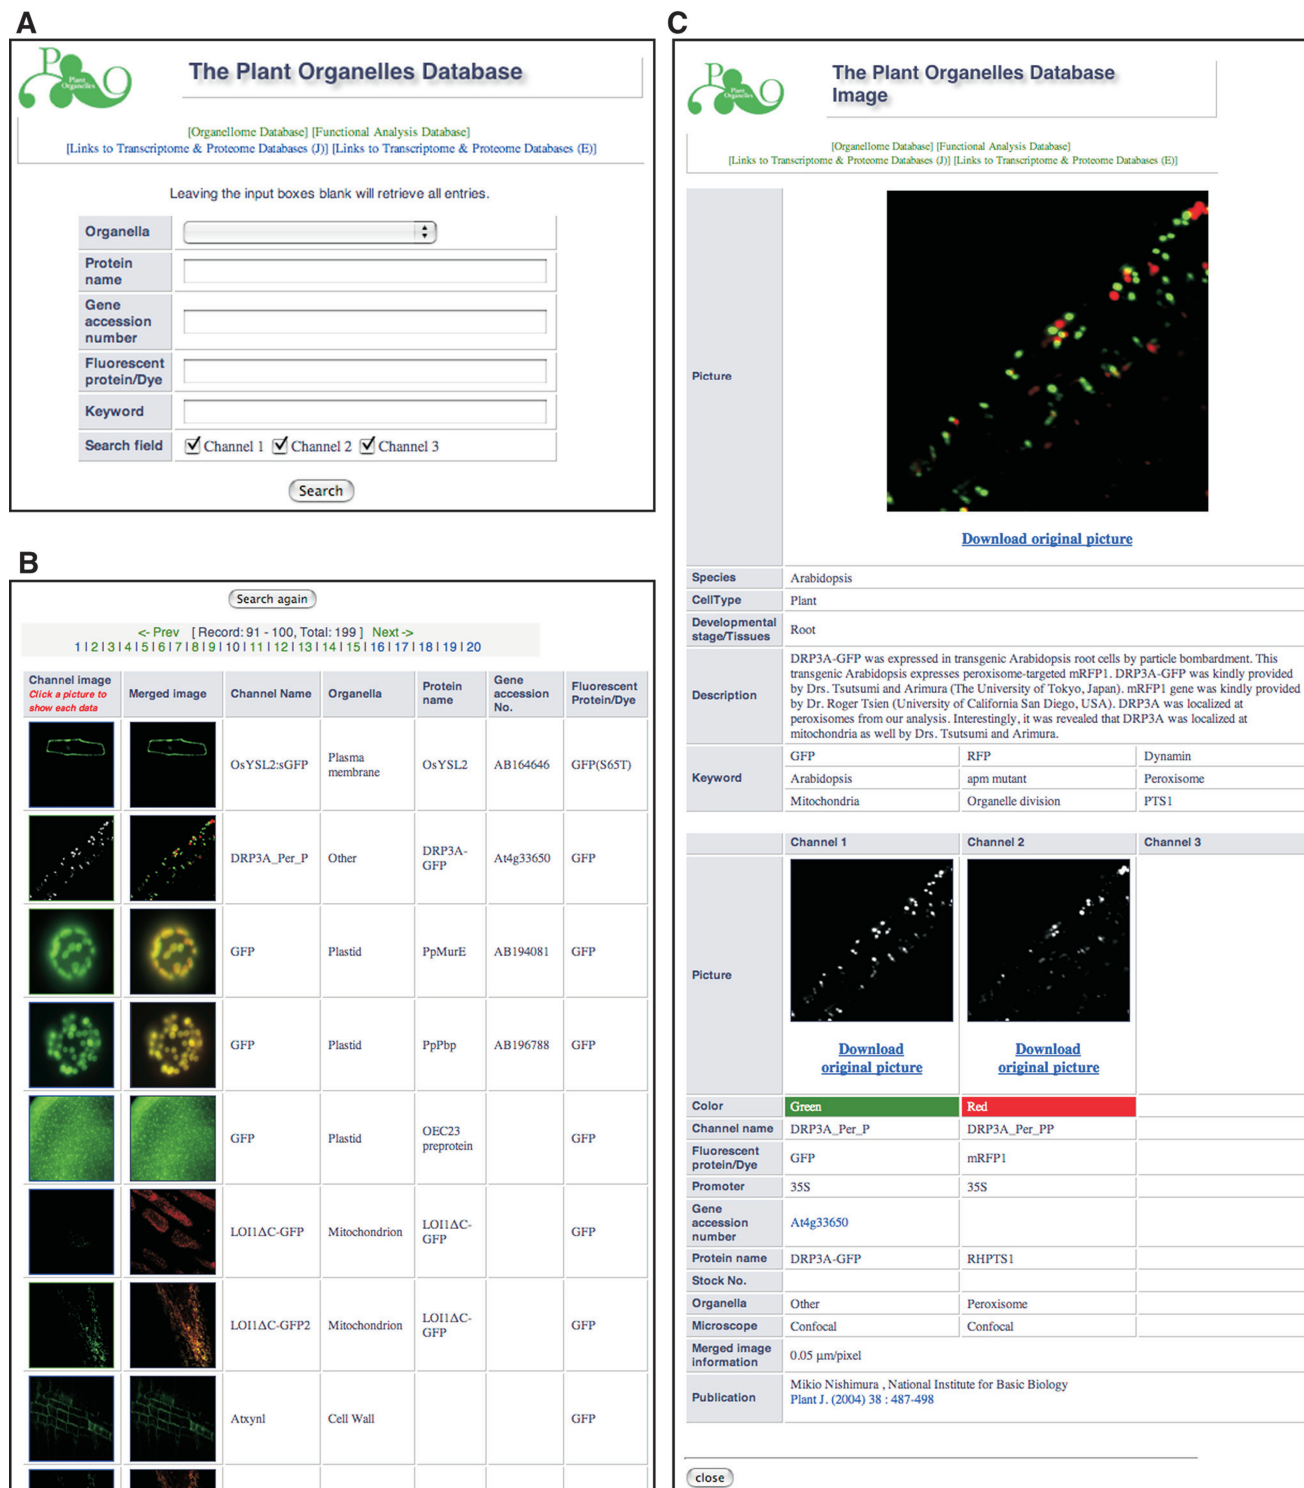 A
P O
Plant
Organelles
The Plant Organelles Database
[Organellome Database] [Functional Analysis Database]
[Links to Transcriptome & Proteome Databases (J)] [Links to Transcriptome & Proteome Databases (E)]
Leaving the input boxes blank will retrieve all entries.
Organella
Protein
name
Gene
accession
number
Fluorescent
protein/Dye
Keyword
Search field Channel 1 Channel 2 Channel 3
Search
B
Search again
<- Prev [ Record: 91 - 100, Total: 199 ] Next ->
1 | 2 | 3 | 4 | 5 | 6 | 7 | 8 | 9 | 10 | 11 | 12 | 13 | 14 | 15 | 16 | 17 | 18 | 19 | 20
Channel image
Click a picture to
show each data
Merged image
Channel Name
Organella
Protein
name
Gene
accession
No.
Fluorescent
Protein/Dye
OsYSL2:sGFP
Plasma
membrane
OsYSL2
AB164646
GFP(S65T)
DRP3A_Per_P
Other
DRP3A-
GFP
At4g33650
GFP
GFP
Plastid
PpMurE
AB194081
GFP
GFP
Plastid
PpPbp
AB196788
GFP
GFP
Plastid
OEC23
preprotein
GFP
LOI1ΔC-GFP
Mitochondrion
LOI1ΔC-
GFP
GFP
LOI1ΔC-GFP2
Mitochondrion
LOI1ΔC-
GFP
GFP
Atxynl
Cell Wall
GFP
C
P O
Plant
Organelles
The Plant Organelles Database
Image
[Organellome Database] [Functional Analysis Database]
[Links to Transcriptome & Proteome Databases (J)] [Links to Transcriptome & Proteome Databases (E)]
Picture
Download original picture
Species
Arabidopsis
CellType
Plant
Developmental
stage/Tissues
Root
Description
DRP3A-GFP was expressed in transgenic Arabidopsis root cells by particle bombardment. This
transgenic Arabidopsis expresses peroxisome-targeted mRFP1. DRP3A-GFP was kindly provided
by Drs. Tsutsumi and Arimura (The University of Tokyo, Japan). mRFP1 gene was kindly provided
by Dr. Roger Tsien (University of California San Diego, USA). DRP3A was localized at
peroxisomes from our analysis. Interestingly, it was revealed that DRP3A was localized at
mitochondria as well by Drs. Tsutsumi and Arimura.
Keyword
GFP RFP Dynamin
Arabidopsis apm mutant Peroxisome
Mitochondria Organelle division PTS1
Channel 1 Channel 2 Channel 3
Picture
Download
original picture
Download
original picture
Color Green Red
Channel name DRP3A_Per_P DRP3A_Per_PP
Fluorescent
protein/Dye
GFP mRFP1
Promoter 35S 35S
Gene
accession
number
At4g33650
Protein name DRP3A-GFP RHPTS1
Stock No.
Organella Other Peroxisome
Microscope Confocal Confocal
Merged image
information
0.05 μm/pixel
Publication
Mikio Nishimura , National Institute for Basic Biology
Plant J. (2004) 38 : 487-498
close